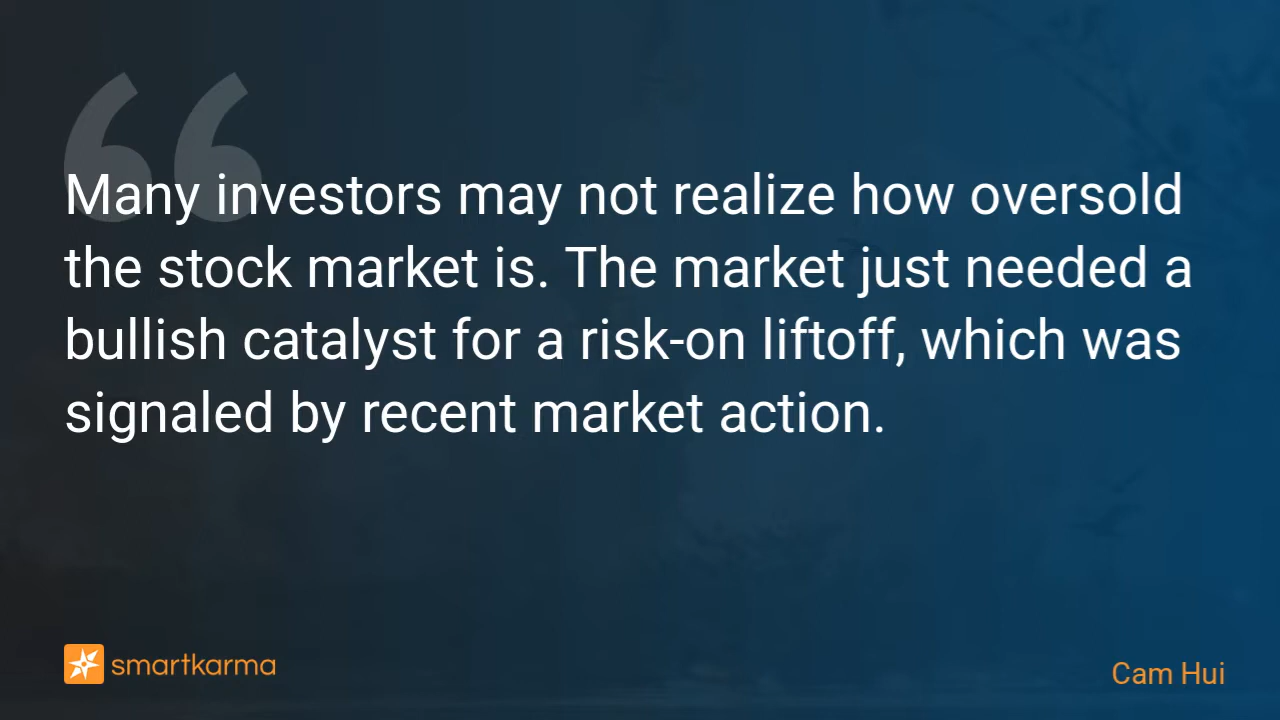 Many investors may not realize how oversold
the stock market is. The market just needed a
bullish catalyst for a risk-on liftoff, which was
signaled by recent market action.
smartkarma
Cam Hui